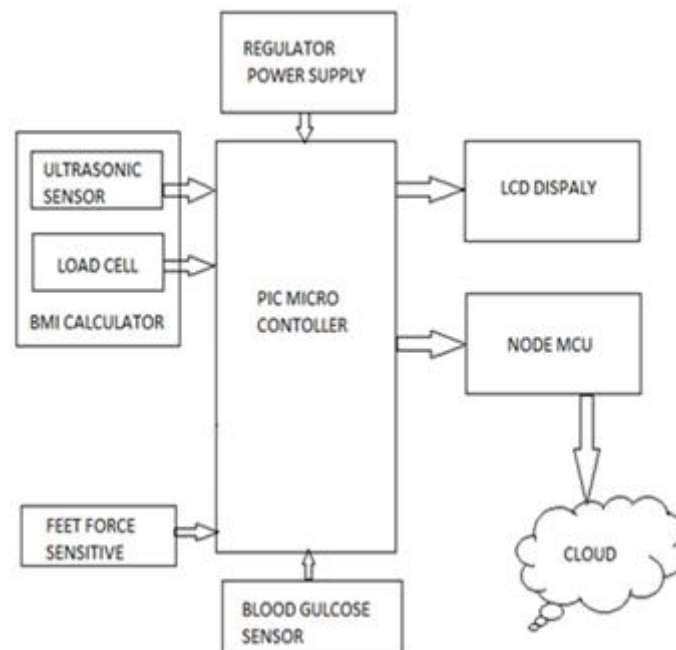 REGULATOR
POWER SUPPLY
ULTRASONIC
SENSOR
LOAD CELL
BMI CALCULATOR
PIC MICRO
CONTOLLER
LCD DISPALY
NODE MCU
FEET FORCE
SENSITIVE
CLOUD
BLOOD GULCOSE
SENSOR